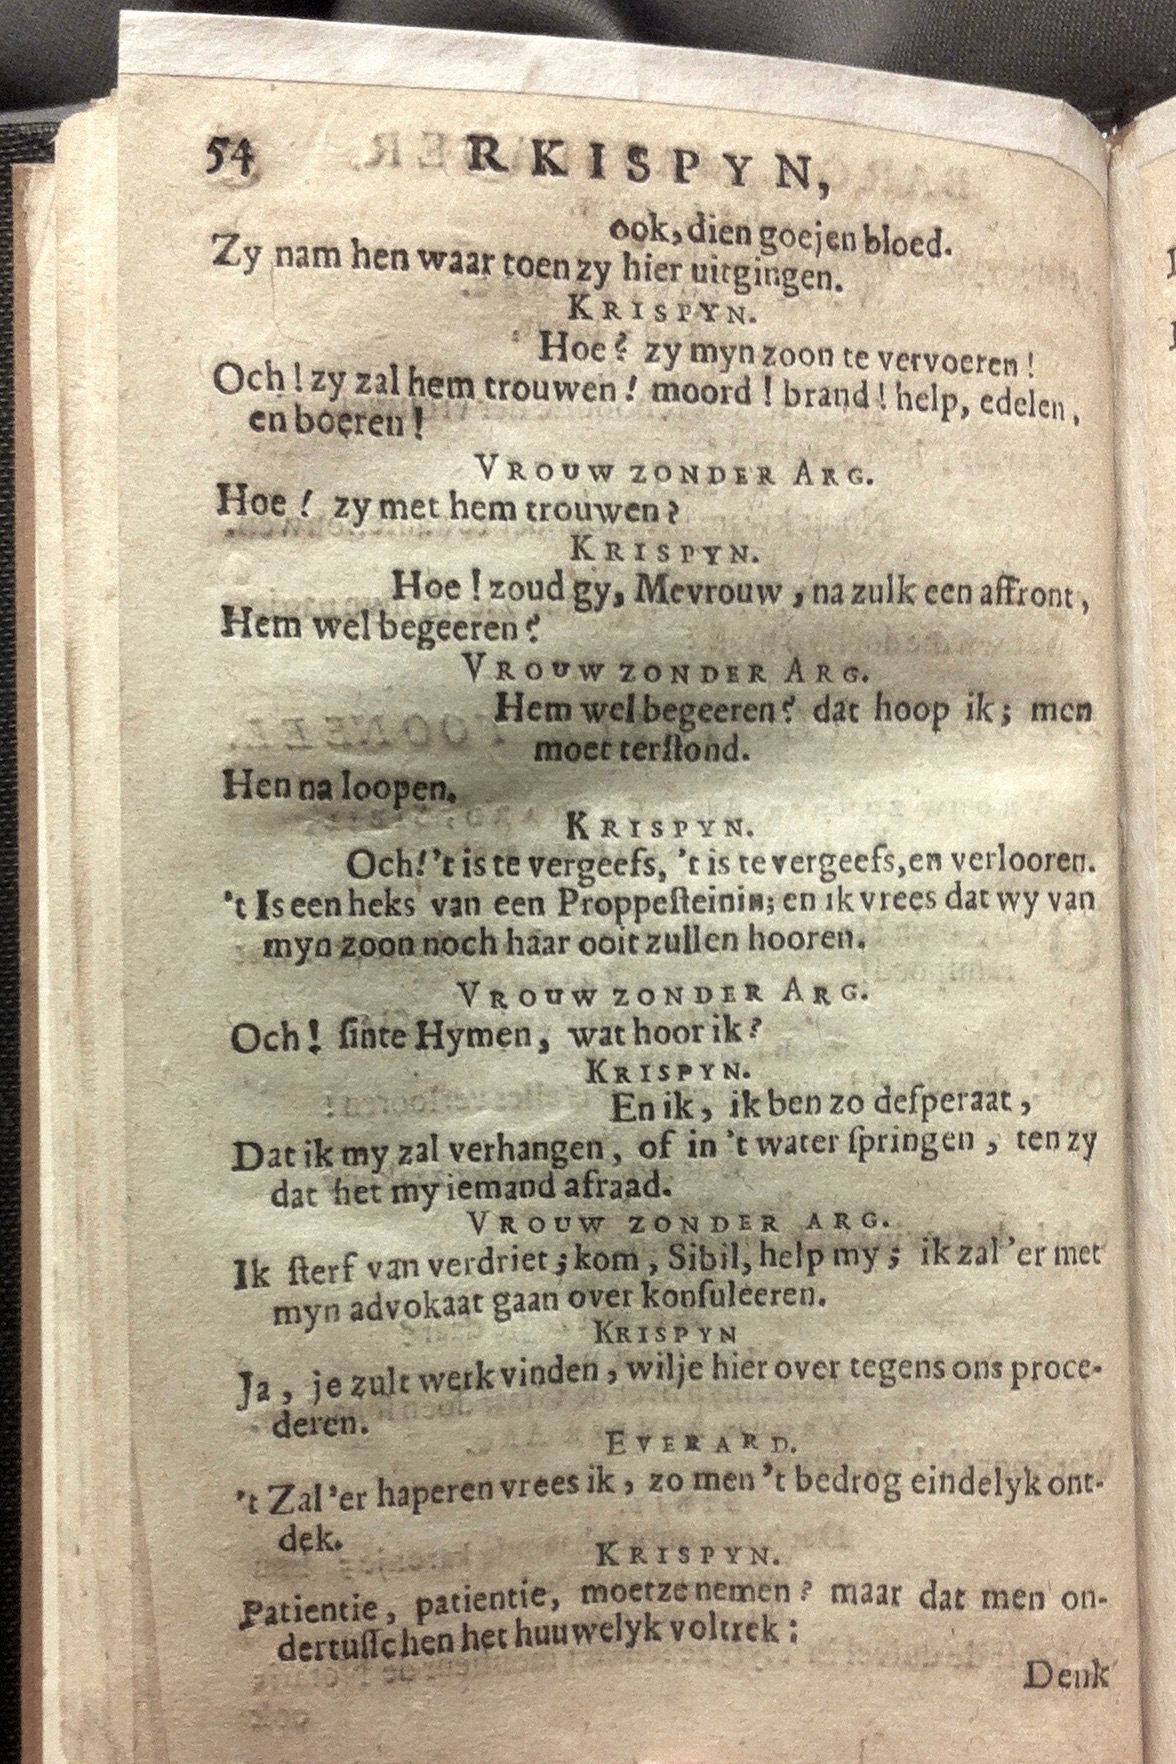 54 RKISPYN,
ook, dien goejen bloed.
Zy nam hen waar toen zy hier uitgingen.
KRISPYN.
Hoe? zy myn zoon te vervoeren!
Och! zy zal hem trouwen! moord! brand! help, edelen,
en boeren!
VROUW ZONDER ARG.
Hoe! zy met hem trouwen?
KRISPYN.
Hoe! zoud gy, Mevrouw, na zulk een affront,
Hem wel begeeren?
VROUW ZONDER ARG.
Hem wel begeeren? dat hoop ik; men
moet terſtond.
Hen na loopen.
KRISPYN.
Och! 't is te vergeefs, 't is te vergeefs, en verlooren.
't Is een heks van een Proppeſteinin; en ik vrees dat wy van
myn zoon noch haar ooit zullen hooren.
VROUW ZONDER ARG.
Och! ſinte Hymen, wat hoor ik?
KRISPYN.
En ik, ik ben zo deſperaat,
Dat ik my zal verhangen, of in 't water ſpringen, ten zy
dat het my iemand afraad.
VROUW ZONDER ARG.
Ik ſterf van verdriet; kom, Sibil, help my; ik zal 'er met
myn advokaat gaan over konſuleeren.
KRISPYN
Ja, je zult werk vinden, wilje hier over tegens ons proce-
deren.
EVERARD.
't Zal 'er haperen vrees ik, zo men 't bedrog eindelyk ont-
dek.
KRISPYN.
Patientie, patientie, moetze nemen? maar dat men on-
dertuſſchen het huuwelyk voltrek:
Denk